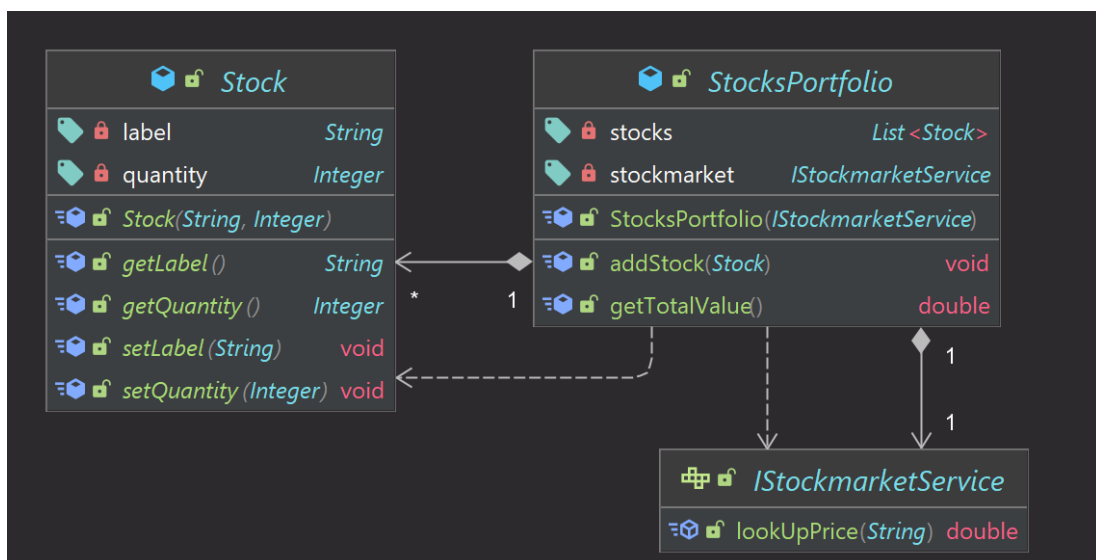 Stock
label String
quantity Integer
Stock(String, Integer)
getLabel() String
getQuantity() Integer
setLabel(String) void
setQuantity(Integer) void
StocksPortfolio
stocks List<Stock>
stockmarket IStockmarketService
StocksPortfolio(IStockmarketService)
addStock(Stock) void
getTotalValue() double
* 1
1
1
IStockmarketService
lookUpPrice(String) double